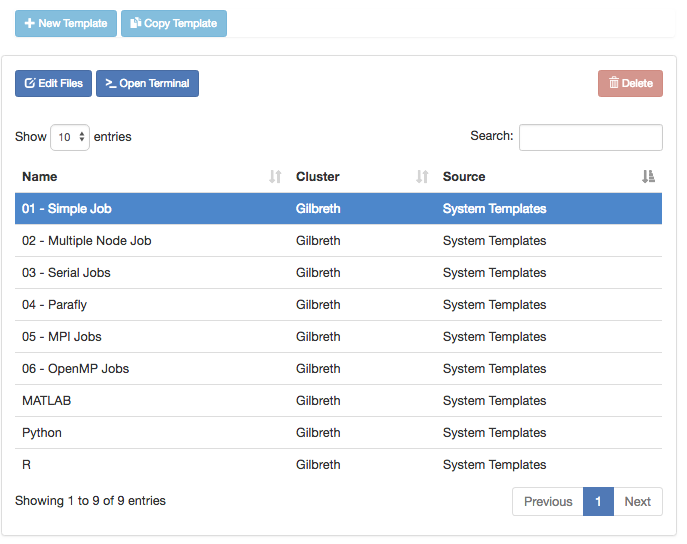 New Template Copy Template
Edit Files Open Terminal Delete
Show 10 entries Search:
Name Cluster Source
01 - Simple Job Gilbreth System Templates
02 - Multiple Node Job Gilbreth System Templates
03 - Serial Jobs Gilbreth System Templates
04 - Parafly Gilbreth System Templates
05 - MPI Jobs Gilbreth System Templates
06 - OpenMP Jobs Gilbreth System Templates
MATLAB Gilbreth System Templates
Python Gilbreth System Templates
R Gilbreth System Templates
Showing 1 to 9 of 9 entries Previous 1 Next